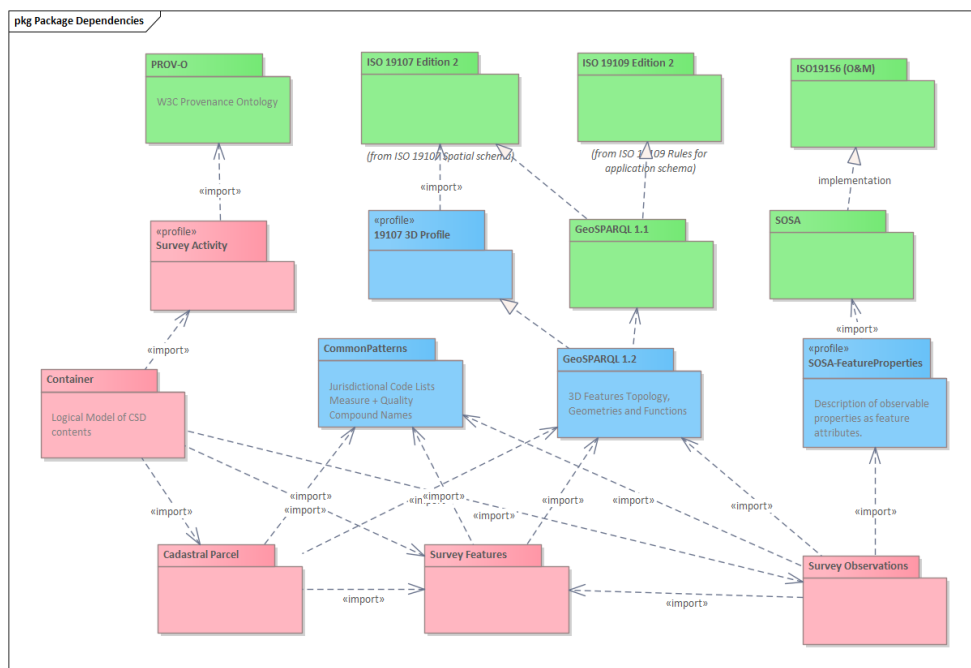 pkg Package Dependencies
PROV-O
W3C Provenance Ontology
ISO 19107 Edition 2
(from ISO 19107 Spatial schema)
ISO 19109 Edition 2
(from ISO 19109 Rules for
application schema)
ISO19156 (O&M)
«import»
«import»
implementation
«profile»
Survey Activity
«profile»
19107 3D Profile
GeoSPARQL 1.1
SOSA
«import»
«import»
«import»
Container
Logical Model of CSD
contents
CommonPatterns
Jurisdictional Code Lists
Measure + Quality
Compound Names
GeoSPARQL 1.2
3D Features Topology,
Geometries and Functions
«profile»
SOSA-FeatureProperties
Description of observable
properties as feature
attributes.
«import»
«import»
«import»
«import»
«import»
«import»
«import»
«import»
«import»
«import»
«import»
Cadastral Parcel
Survey Features
Survey Observations
«import»
«import»